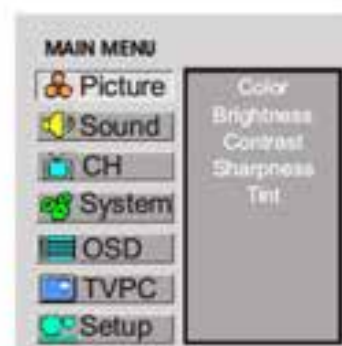 MAIN MENU
Picture
Sound
CH
System
OSD
TVPC
Setup
Color
Brightness
Contrast
Sharpness
Tint